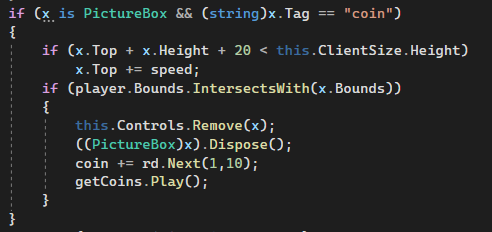 if (x is PictureBox && (string)x.Tag == "coin")
{
    if (x.Top + x.Height + 20 < this.ClientSize.Height)
        x.Top += speed;
    if (player.Bounds.IntersectsWith(x.Bounds))
    {
        this.Controls.Remove(x);
        ((PictureBox)x).Dispose();
        coin += rd.Next(1,10);
        getCoins.Play();
    }
}